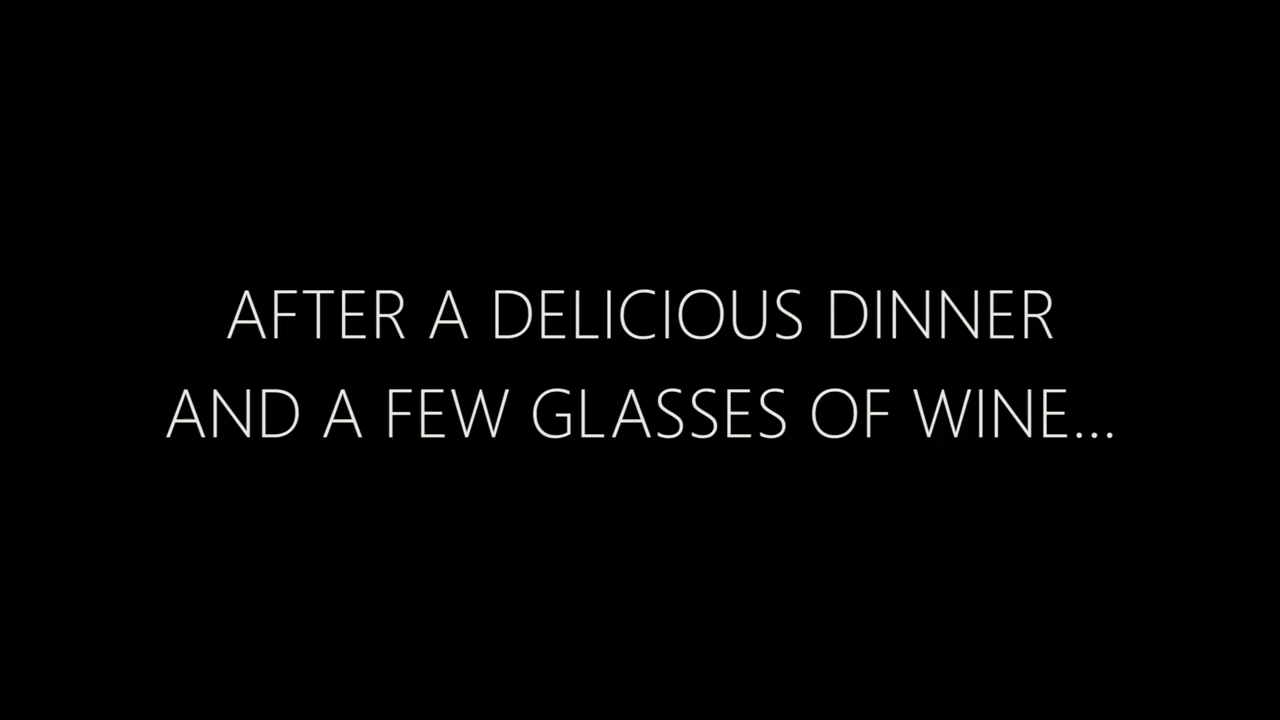 AFTER A DELICIOUS DINNER
AND A FEW GLASSES OF WINE...